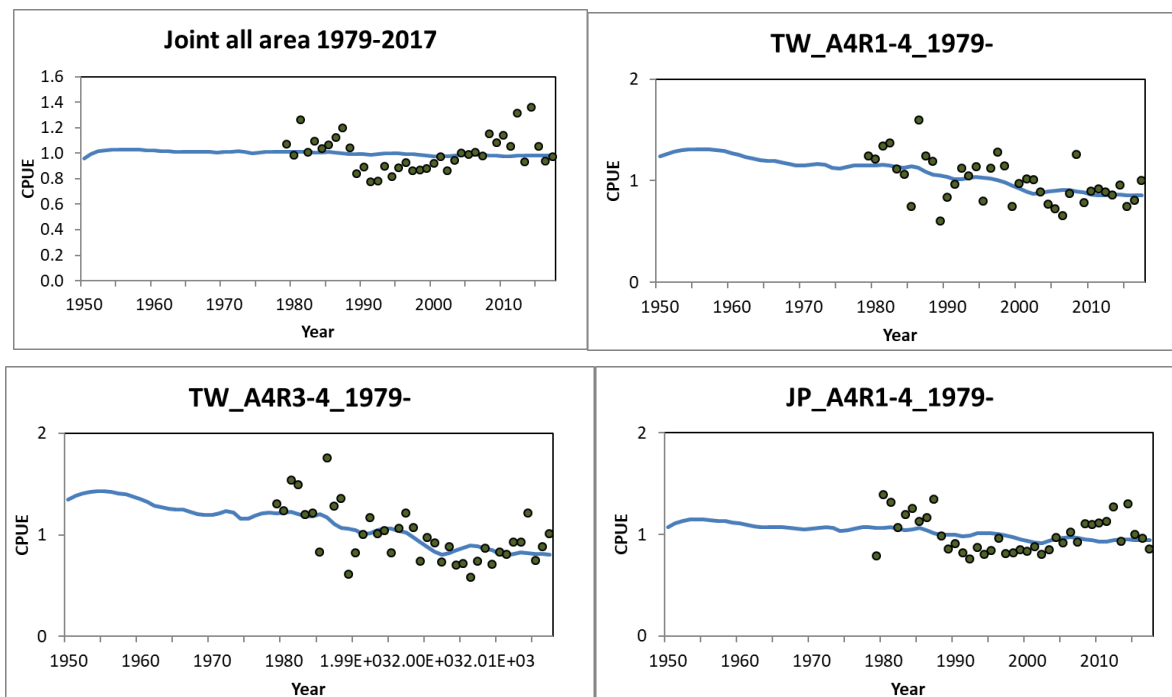 Joint all area 1979-2017
1.6
1.4
1.2
1.0
0.8
0.6
0.4
0.2
0.0
CPUE
1950 1960 1970 1980 1990 2000 2010
Year
TW_A4R1-4_1979-
2
1
0
CPUE
1950 1960 1970 1980 1990 2000 2010
Year
TW_A4R3-4_1979-
2
1
0
CPUE
1950 1960 1970 1980 1.99E+032.00E+032.01E+03
Year
JP_A4R1-4_1979-
2
1
0
CPUE
1950 1960 1970 1980 1990 2000 2010
Year